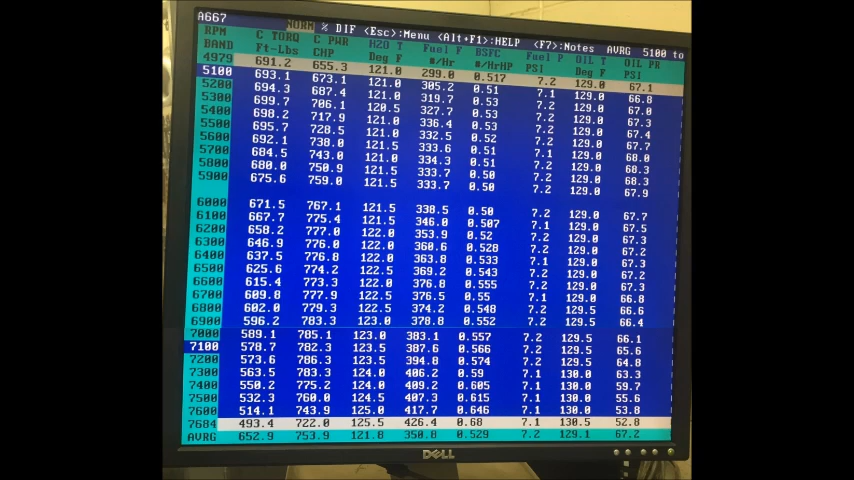 A667
NORM % DIF <Esc>:Menu <Alt+F1>:HELP <F7>:Notes AVRG 5100 to
RPM C TORQ C PWR H2O T Fuel F BSFC Fuel P OIL T OIL PR
BAND Ft-Lbs CHP Deg F #/Hr #/HrHP PSI Deg F PSI
4979 691.2 655.3 121.0 299.0 0.517 7.2 129.0 67.1
5100 693.1 673.1 121.0 305.2 0.51 7.1 129.0 66.8
5200 694.3 687.4 121.0 319.7 0.53 7.2 129.0 67.0
5300 699.7 706.1 120.5 327.7 0.53 7.2 129.0 67.3
5400 698.2 717.9 121.0 336.4 0.53 7.2 129.0 67.4
5500 695.7 728.5 121.0 332.5 0.52 7.2 129.0 67.7
5600 692.1 738.0 121.5 333.6 0.51 7.1 129.0 68.0
5700 684.5 743.0 121.0 334.3 0.51 7.2 129.0 68.3
5800 680.0 750.9 121.5 333.7 0.50 7.2 129.0 68.3
5900 675.6 759.0 121.5 333.7 0.50 7.2 129.0 67.9
6000 671.5 767.1 121.5 338.5 0.50 7.2 129.0 67.7
6100 667.7 775.4 121.5 346.0 0.507 7.2 129.0 67.5
6200 658.2 777.0 122.0 353.9 0.52 7.2 129.0 67.3
6300 646.9 776.0 122.0 360.6 0.528 7.2 129.0 67.2
6400 637.5 776.8 122.0 363.8 0.533 7.1 129.0 67.3
6500 625.6 774.2 122.5 369.2 0.543 7.2 129.0 67.2
6600 615.4 773.3 122.5 376.8 0.555 7.2 129.0 67.3
6700 609.8 777.9 122.5 376.5 0.55 7.1 129.0 66.8
6800 602.0 779.3 122.5 374.2 0.548 7.2 129.5 66.6
6900 596.2 783.3 123.0 378.8 0.552 7.2 129.5 66.4
7000 589.1 785.1 123.0 383.1 0.557 7.2 129.5 66.1
7100 578.7 782.3 123.5 387.6 0.566 7.2 129.5 65.6
7200 573.6 786.3 123.5 394.8 0.574 7.2 129.5 64.8
7300 563.5 783.3 124.0 406.2 0.59 7.1 130.0 63.3
7400 550.2 775.2 124.0 409.2 0.605 7.1 130.0 59.7
7500 532.3 760.0 124.5 407.3 0.615 7.1 130.0 55.6
7600 514.1 743.9 125.0 417.7 0.646 7.1 130.0 53.8
7684 493.4 722.0 125.5 426.4 0.68 7.1 130.5 52.8
AVRG 652.9 753.9 121.8 350.8 0.529 7.2 129.1 67.2
DELL